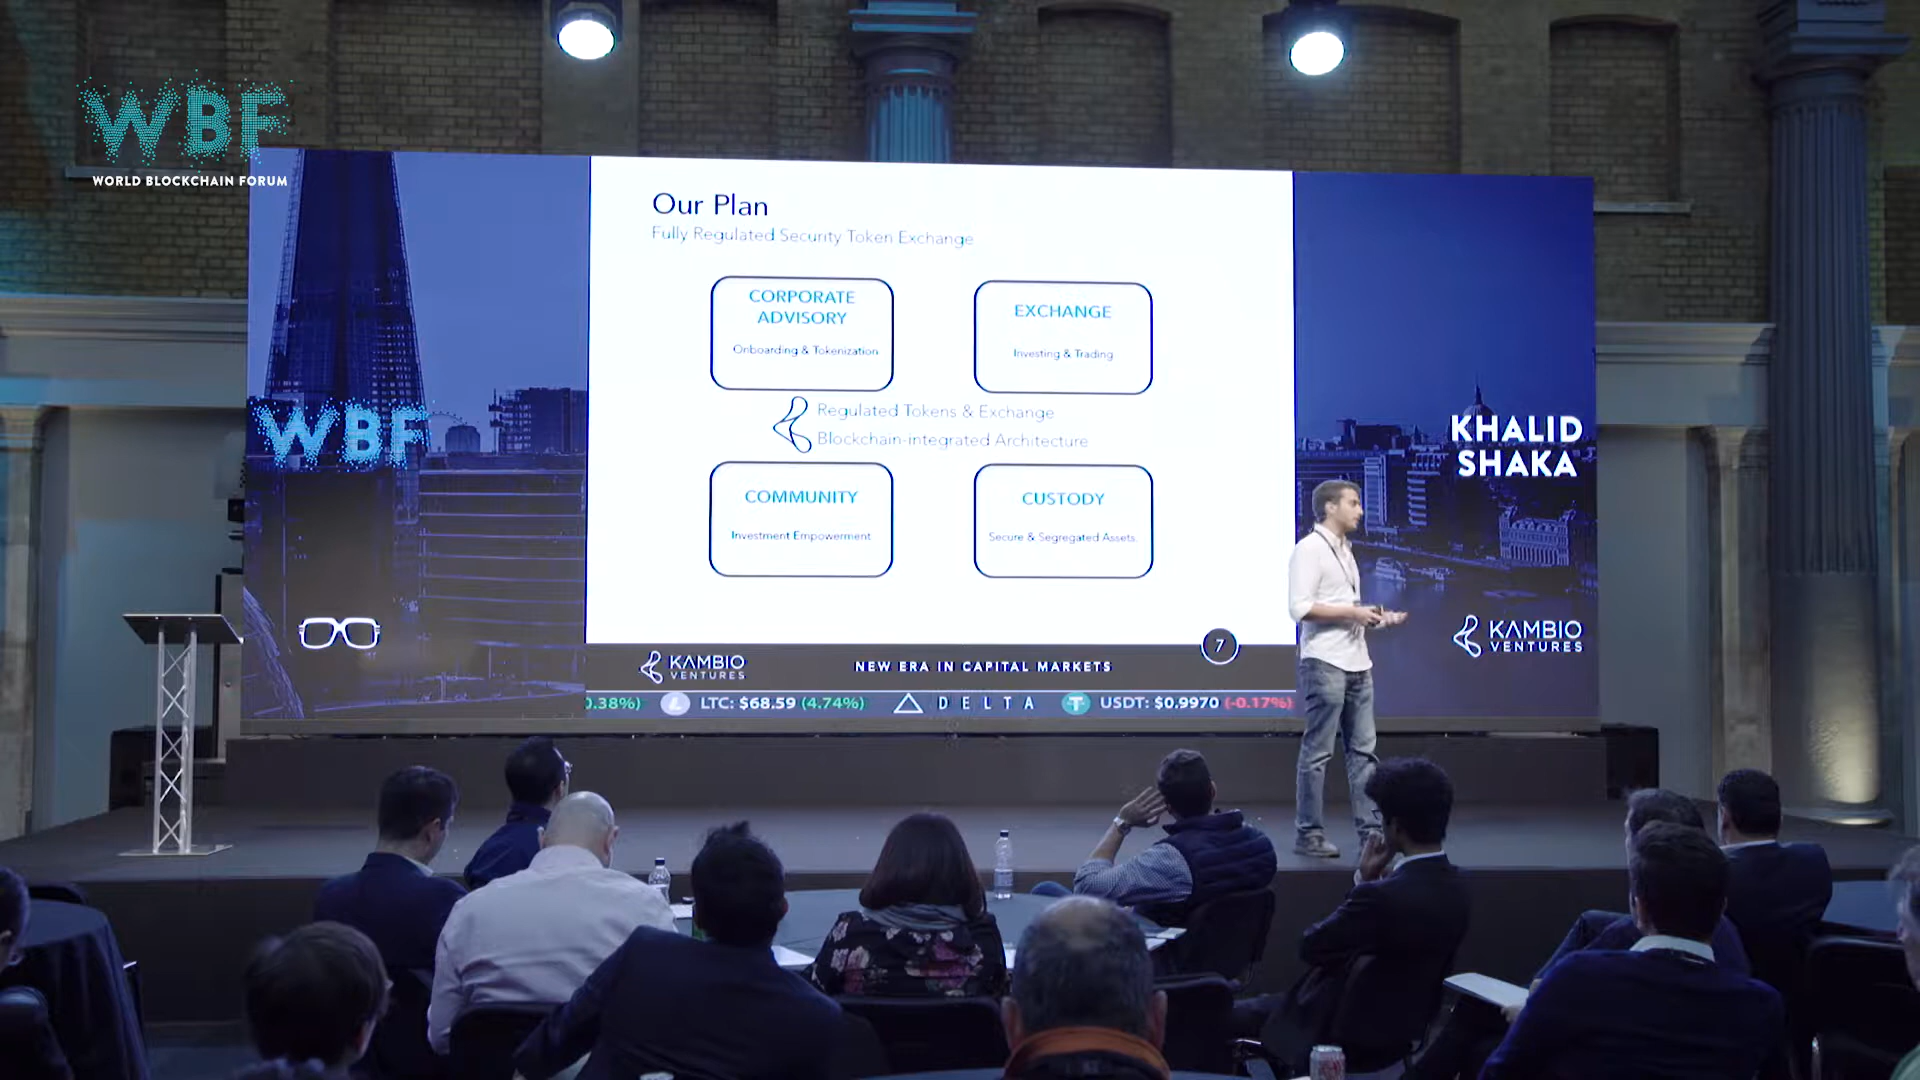 WBF
WORLD BLOCKCHAIN FORUM
Our Plan
Fully Regulated Security Token Exchange
CORPORATE
ADVISORY
Onboarding & Tokenization
EXCHANGE
Investing & Trading
Regulated Tokens & Exchange
Blockchain-integrated Architecture
COMMUNITY
Investment Empowerment
CUSTODY
Secure & Segregated Assets.
WBF
KHALID
SHAKA
KAMBIO
VENTURES
KAMBIO
VENTURES
NEW ERA IN CAPITAL MARKETS
7
0.38%) LTC: $68.59 (4.74%) DELTA USDT: $0.9970 (-0.17%)